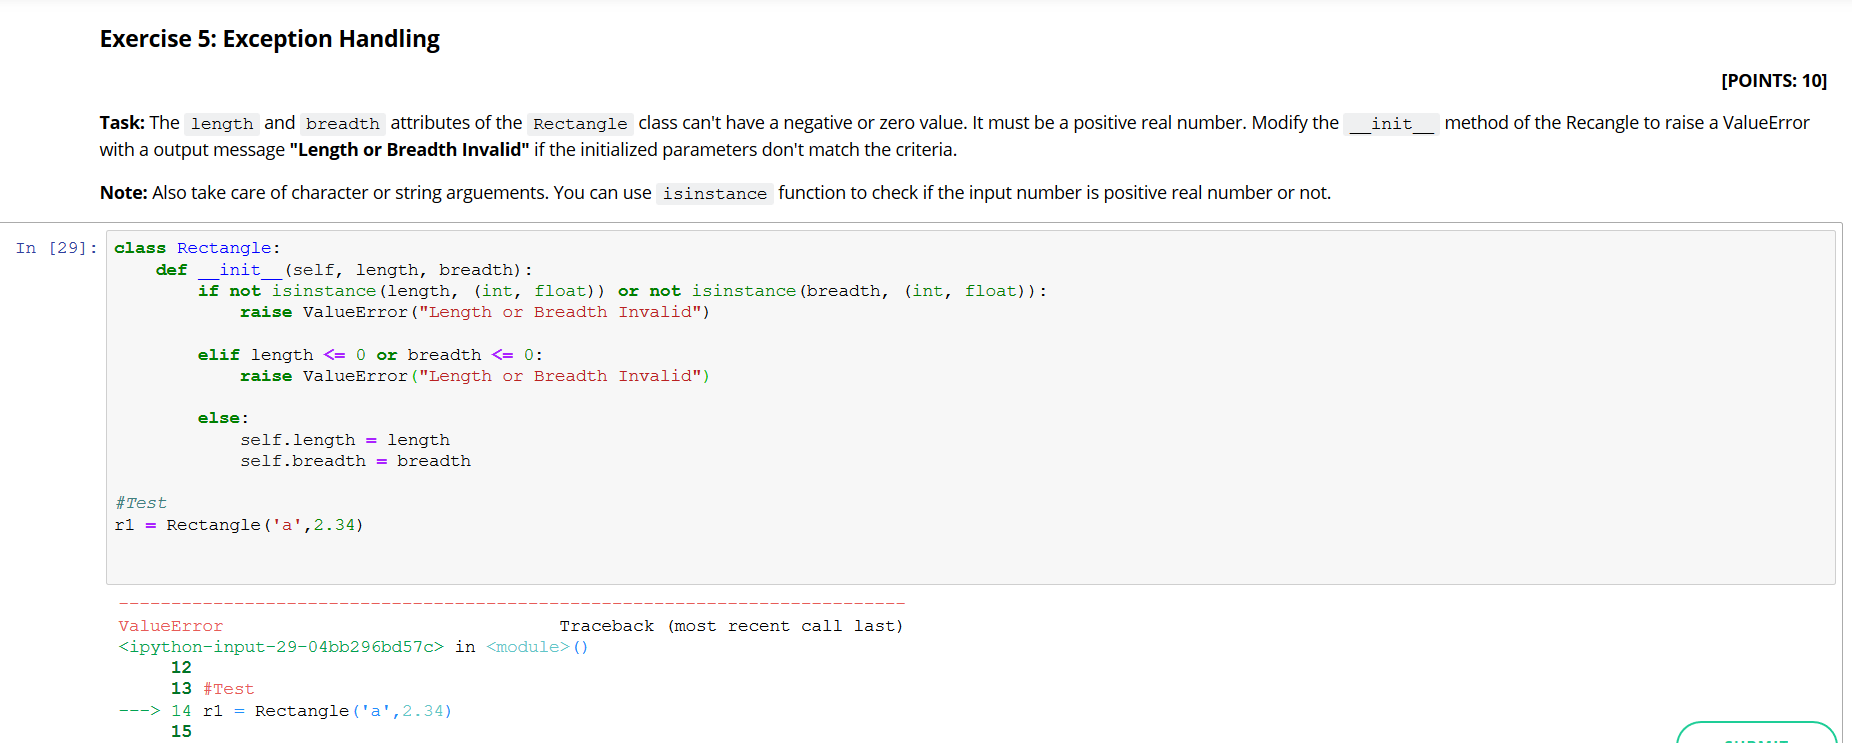 Exercise 5: Exception Handling
[POINTS: 10]
Task: The length and breadth attributes of the Rectangle class can't have a negative or zero value. It must be a positive real number. Modify the __init__ method of the Recangle to raise a ValueError
with a output message "Length or Breadth Invalid" if the initialized parameters don't match the criteria.
Note: Also take care of character or string arguements. You can use isinstance function to check if the input number is positive real number or not.
In [29]: class Rectangle:
    def __init__(self, length, breadth):
        if not isinstance(length, (int, float)) or not isinstance(breadth, (int, float)):
            raise ValueError("Length or Breadth Invalid")
        elif length <= 0 or breadth <= 0:
            raise ValueError("Length or Breadth Invalid")
        else:
            self.length = length
            self.breadth = breadth
#Test
r1 = Rectangle('a',2.34)
---------------------------------------------------------------------------
ValueError                                Traceback (most recent call last)
<ipython-input-29-04bb296bd57c> in <module>()
     12
     13 #Test
---> 14 r1 = Rectangle('a',2.34)
     15